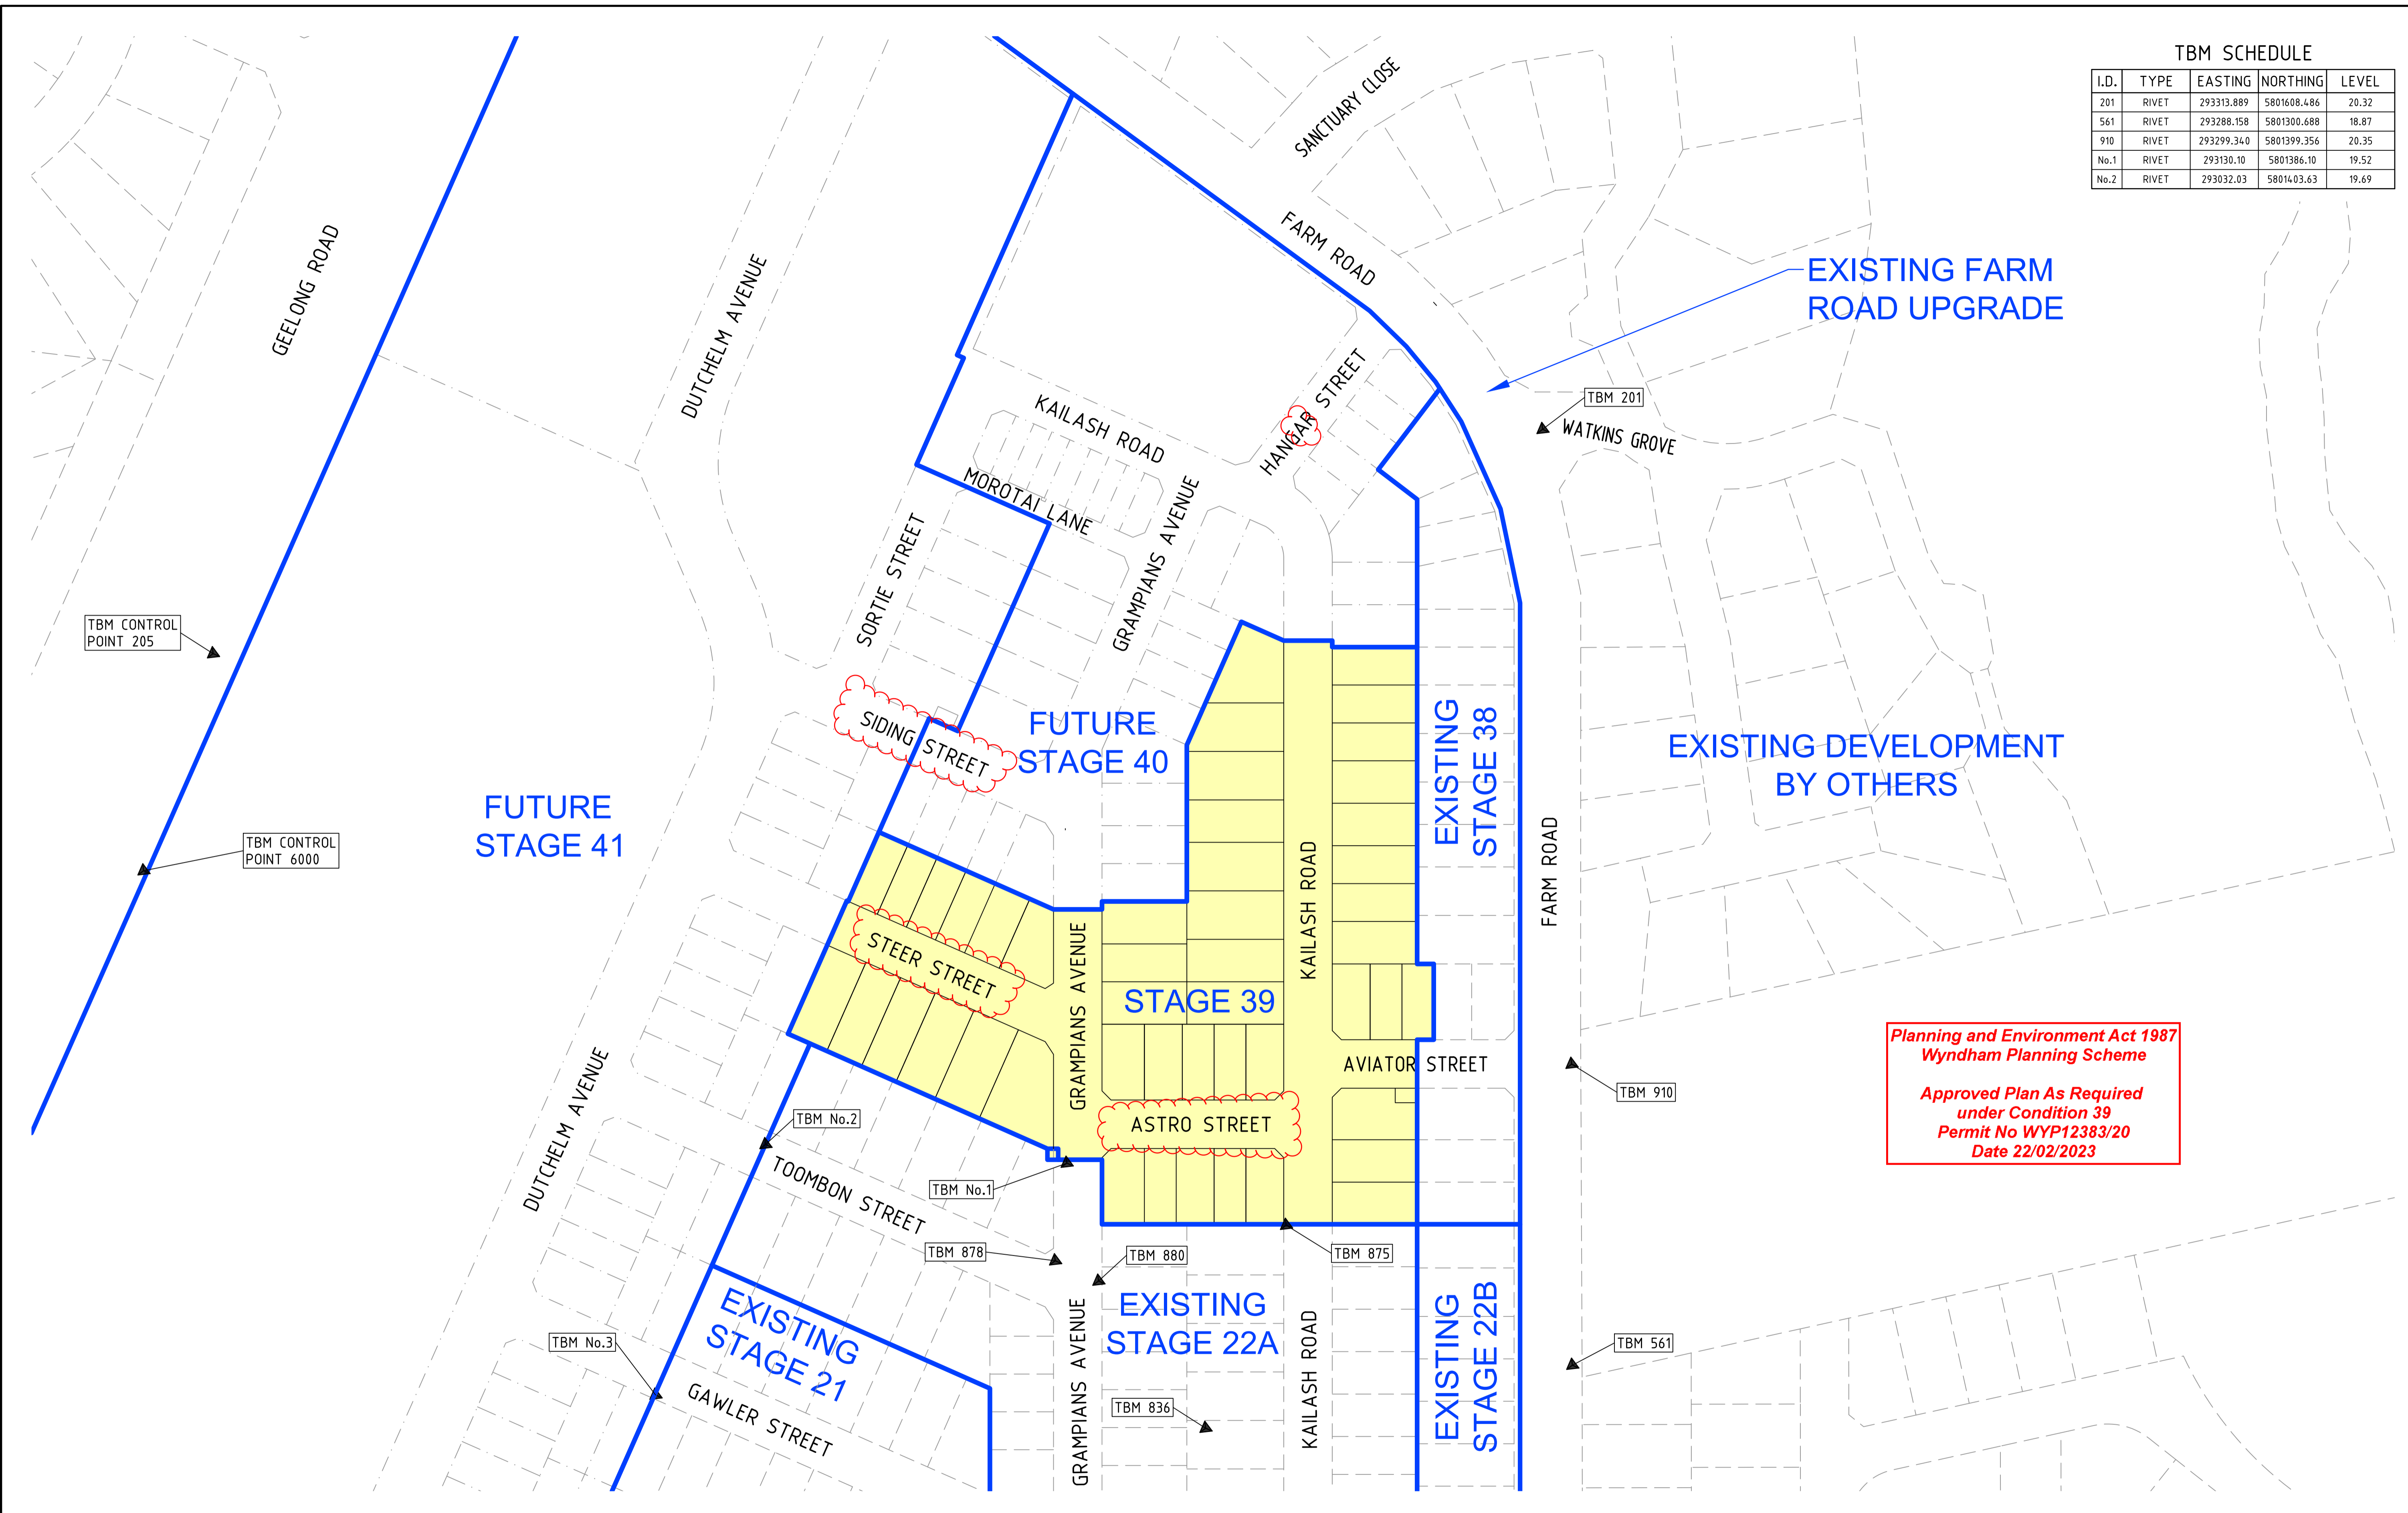 TBM SCHEDULE
I.D. TYPE EASTING NORTHING LEVEL
201 RIVET 293313.889 5801608.486 20.32
561 RIVET 293288.158 5801300.688 18.87
910 RIVET 293299.340 5801399.356 20.35
No.1 RIVET 293130.10 5801386.10 19.52
No.2 RIVET 293032.03 5801403.63 19.69
SANCTUARY CLOSE
FARM ROAD
GEELONG ROAD
DUTCHELM AVENUE
EXISTING FARM
ROAD UPGRADE
HANGAR STREET
TBM 201
WATKINS GROVE
KAILASH ROAD
MOROTAI LANE
GRAMPIANS AVENUE
SORTIE STREET
TBM CONTROL
POINT 205
SIDING STREET
FUTURE
STAGE 40
EXISTING
STAGE 38
EXISTING DEVELOPMENT
BY OTHERS
FUTURE
STAGE 41
TBM CONTROL
POINT 6000
FARM ROAD
KAILASH ROAD
STEER STREET
GRAMPIANS AVENUE
STAGE 39
AVIATOR STREET
Planning and Environment Act 1987
Wyndham Planning Scheme
Approved Plan As Required
under Condition 39
Permit No WYP12383/20
Date 22/02/2023
TBM 910
DUTCHELM AVENUE
TBM No.2
ASTRO STREET
TOOMBON STREET
TBM No.1
TBM 878
TBM 880
TBM 875
EXISTING
STAGE 21
EXISTING
STAGE 22A
EXISTING
STAGE 22B
TBM No.3
TBM 561
GAWLER STREET
GRAMPIANS AVENUE
TBM 836
KAILASH ROAD